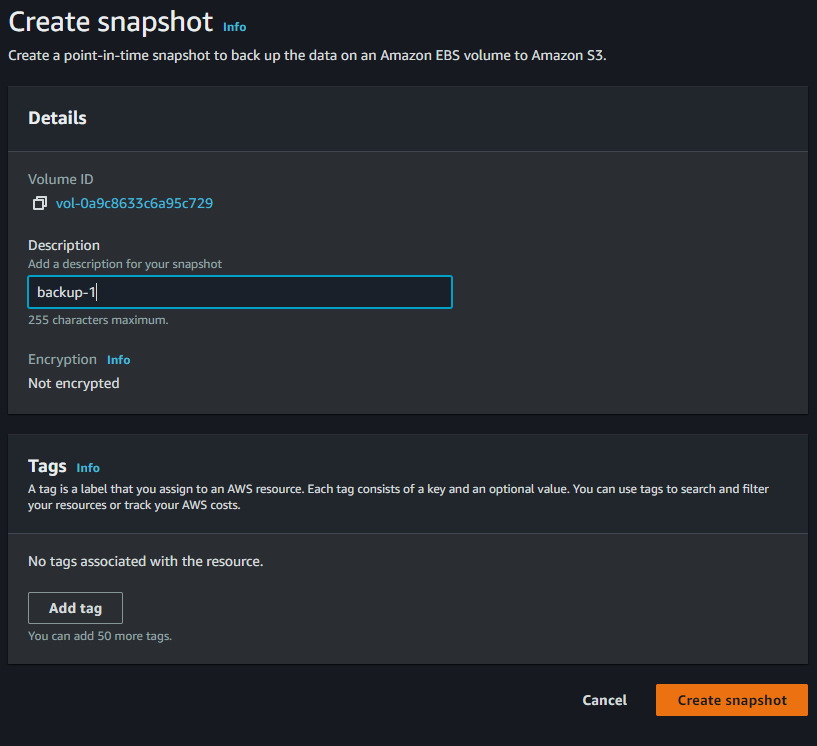 Create snapshot Info
Create a point-in-time snapshot to back up the data on an Amazon EBS volume to Amazon S3.
Details
Volume ID
vol-0a9c8633c6a95c729
Description
Add a description for your snapshot
backup-1
255 characters maximum.
Encryption Info
Not encrypted
Tags Info
A tag is a label that you assign to an AWS resource. Each tag consists of a key and an optional value. You can use tags to search and filter
your resources or track your AWS costs.
No tags associated with the resource.
Add tag
You can add 50 more tags.
Cancel Create snapshot